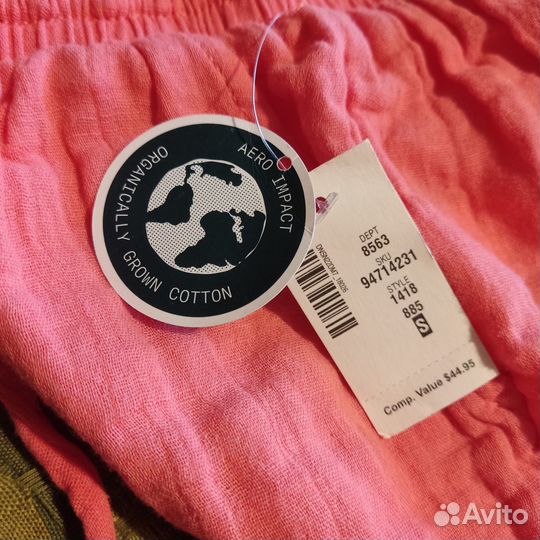 AERO IMPACT
ORGANICALLY GROWN COTTON
DEPT
8563
SKU
94714231
STYLE
1418
885 S
Comp. Value $44.95
Avito